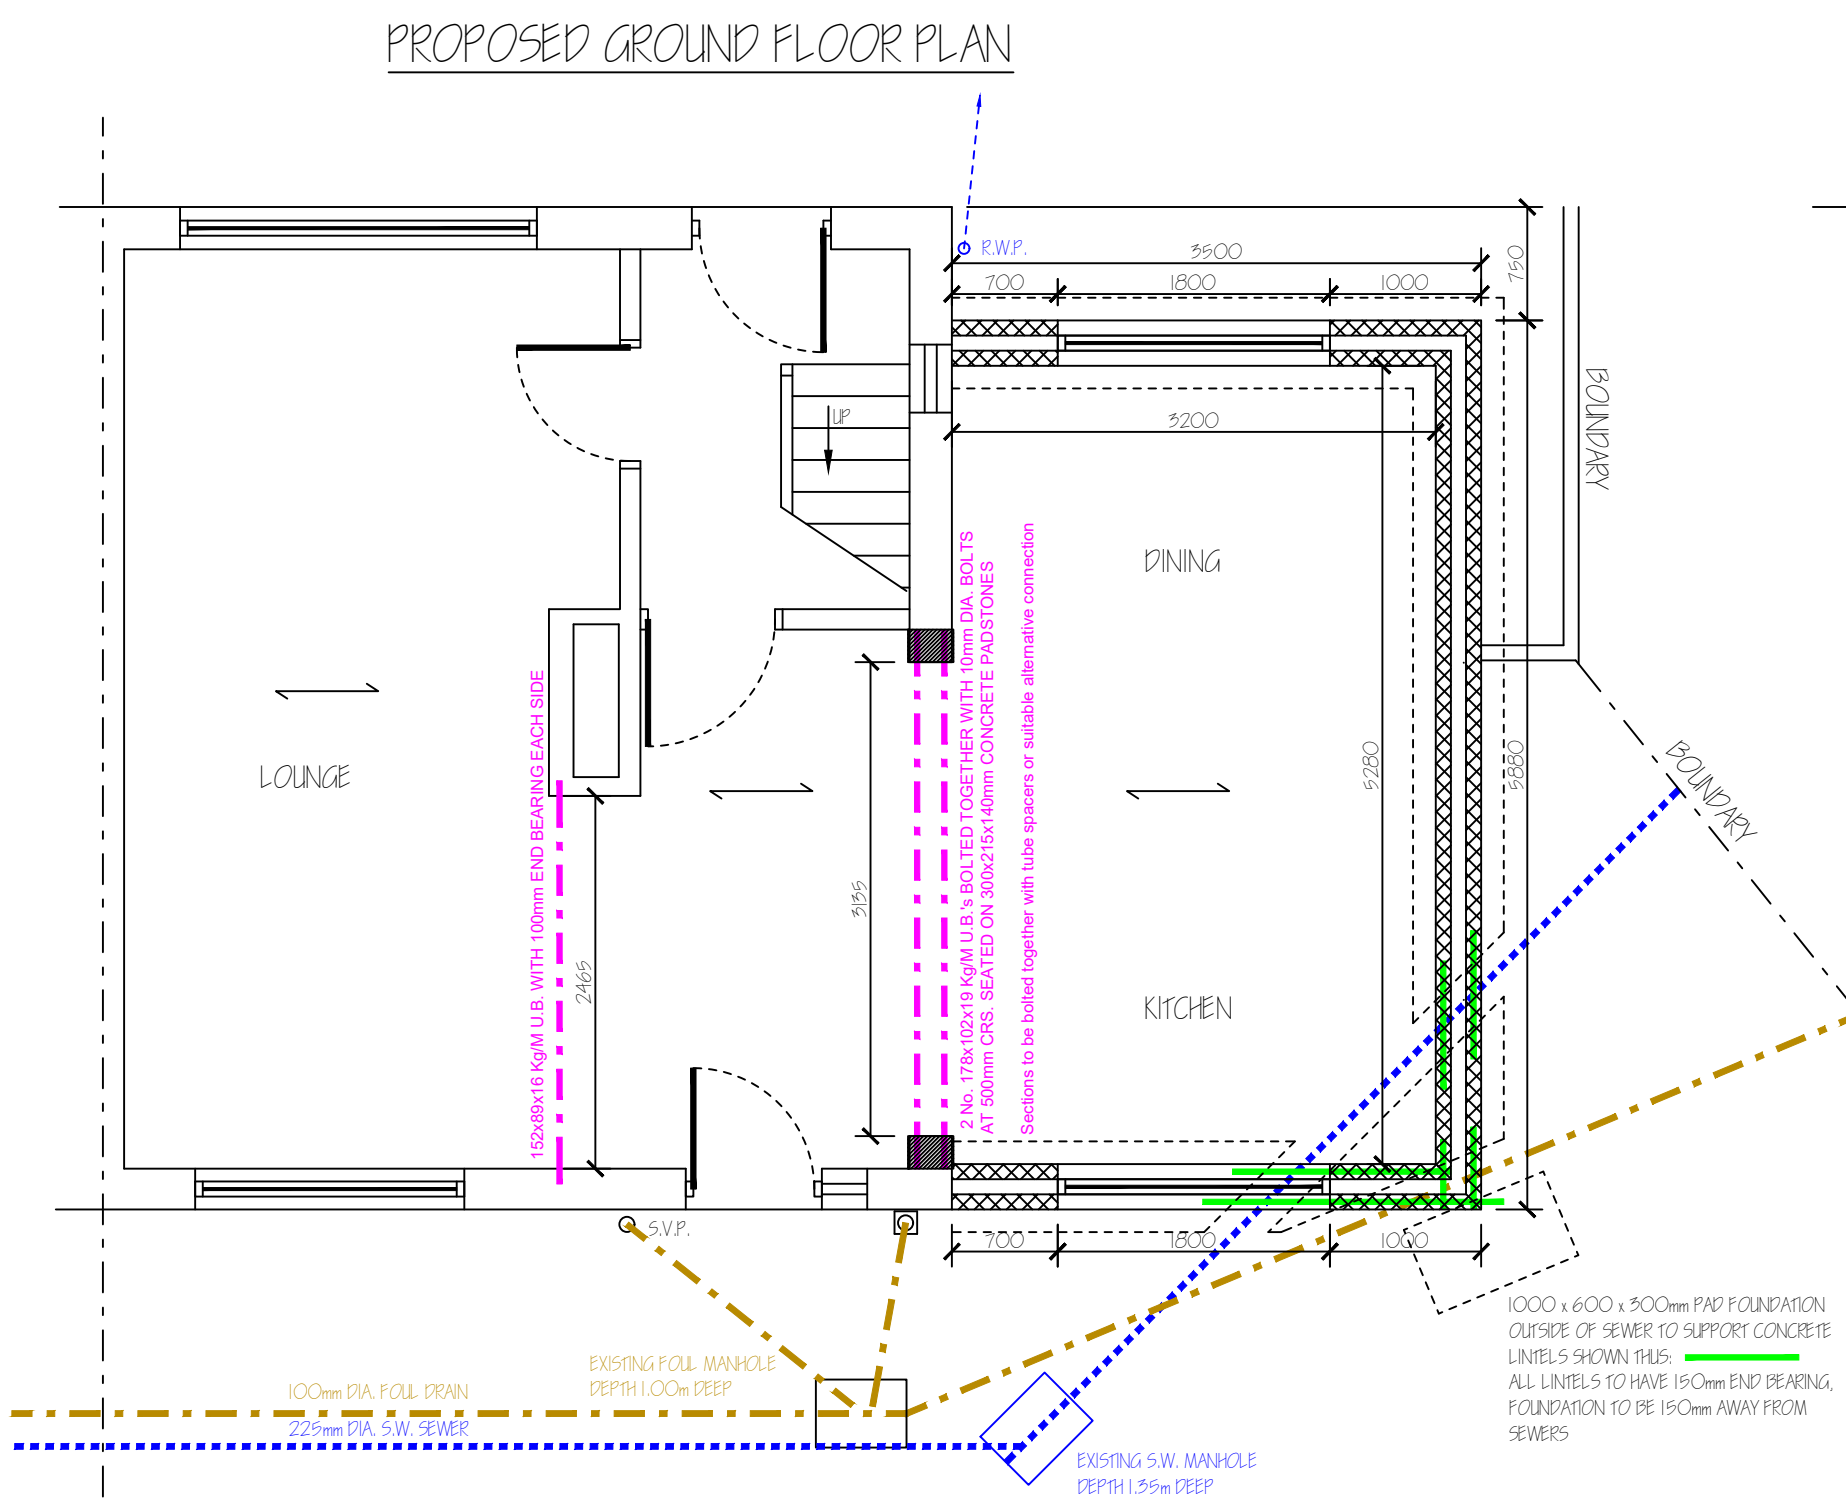 PROPOSED GROUND FLOOR PLAN
R.W.P.
3500
700
1800
1000
750
BOUNDARY
UP
3200
DINING
2 No. 178x102x19 Kg/M U.B.'s BOLTED TOGETHER WITH 10mm DIA. BOLTS
AT 500mm CRS. SEATED ON 300x215x140mm CONCRETE PADSTONES
Sections to be bolted together with tube spacers or suitable alternative connection
152x89x16 Kg/M U.B. WITH 100mm END BEARING EACH SIDE
LOUNGE
5280
5880
BOUNDARY
3135
2465
KITCHEN
S.V.P.
700
1800
1000
1000 x 600 x 300mm PAD FOUNDATION
OUTSIDE OF SEWER TO SUPPORT CONCRETE
LINTELS SHOWN THUS:
ALL LINTELS TO HAVE 150mm END BEARING,
FOUNDATION TO BE 150mm AWAY FROM
SEWERS
EXISTING FOUL MANHOLE
DEPTH 1.00m DEEP
100mm DIA. FOUL DRAIN
225mm DIA. S.W. SEWER
EXISTING S.W. MANHOLE
DEPTH 1.35m DEEP